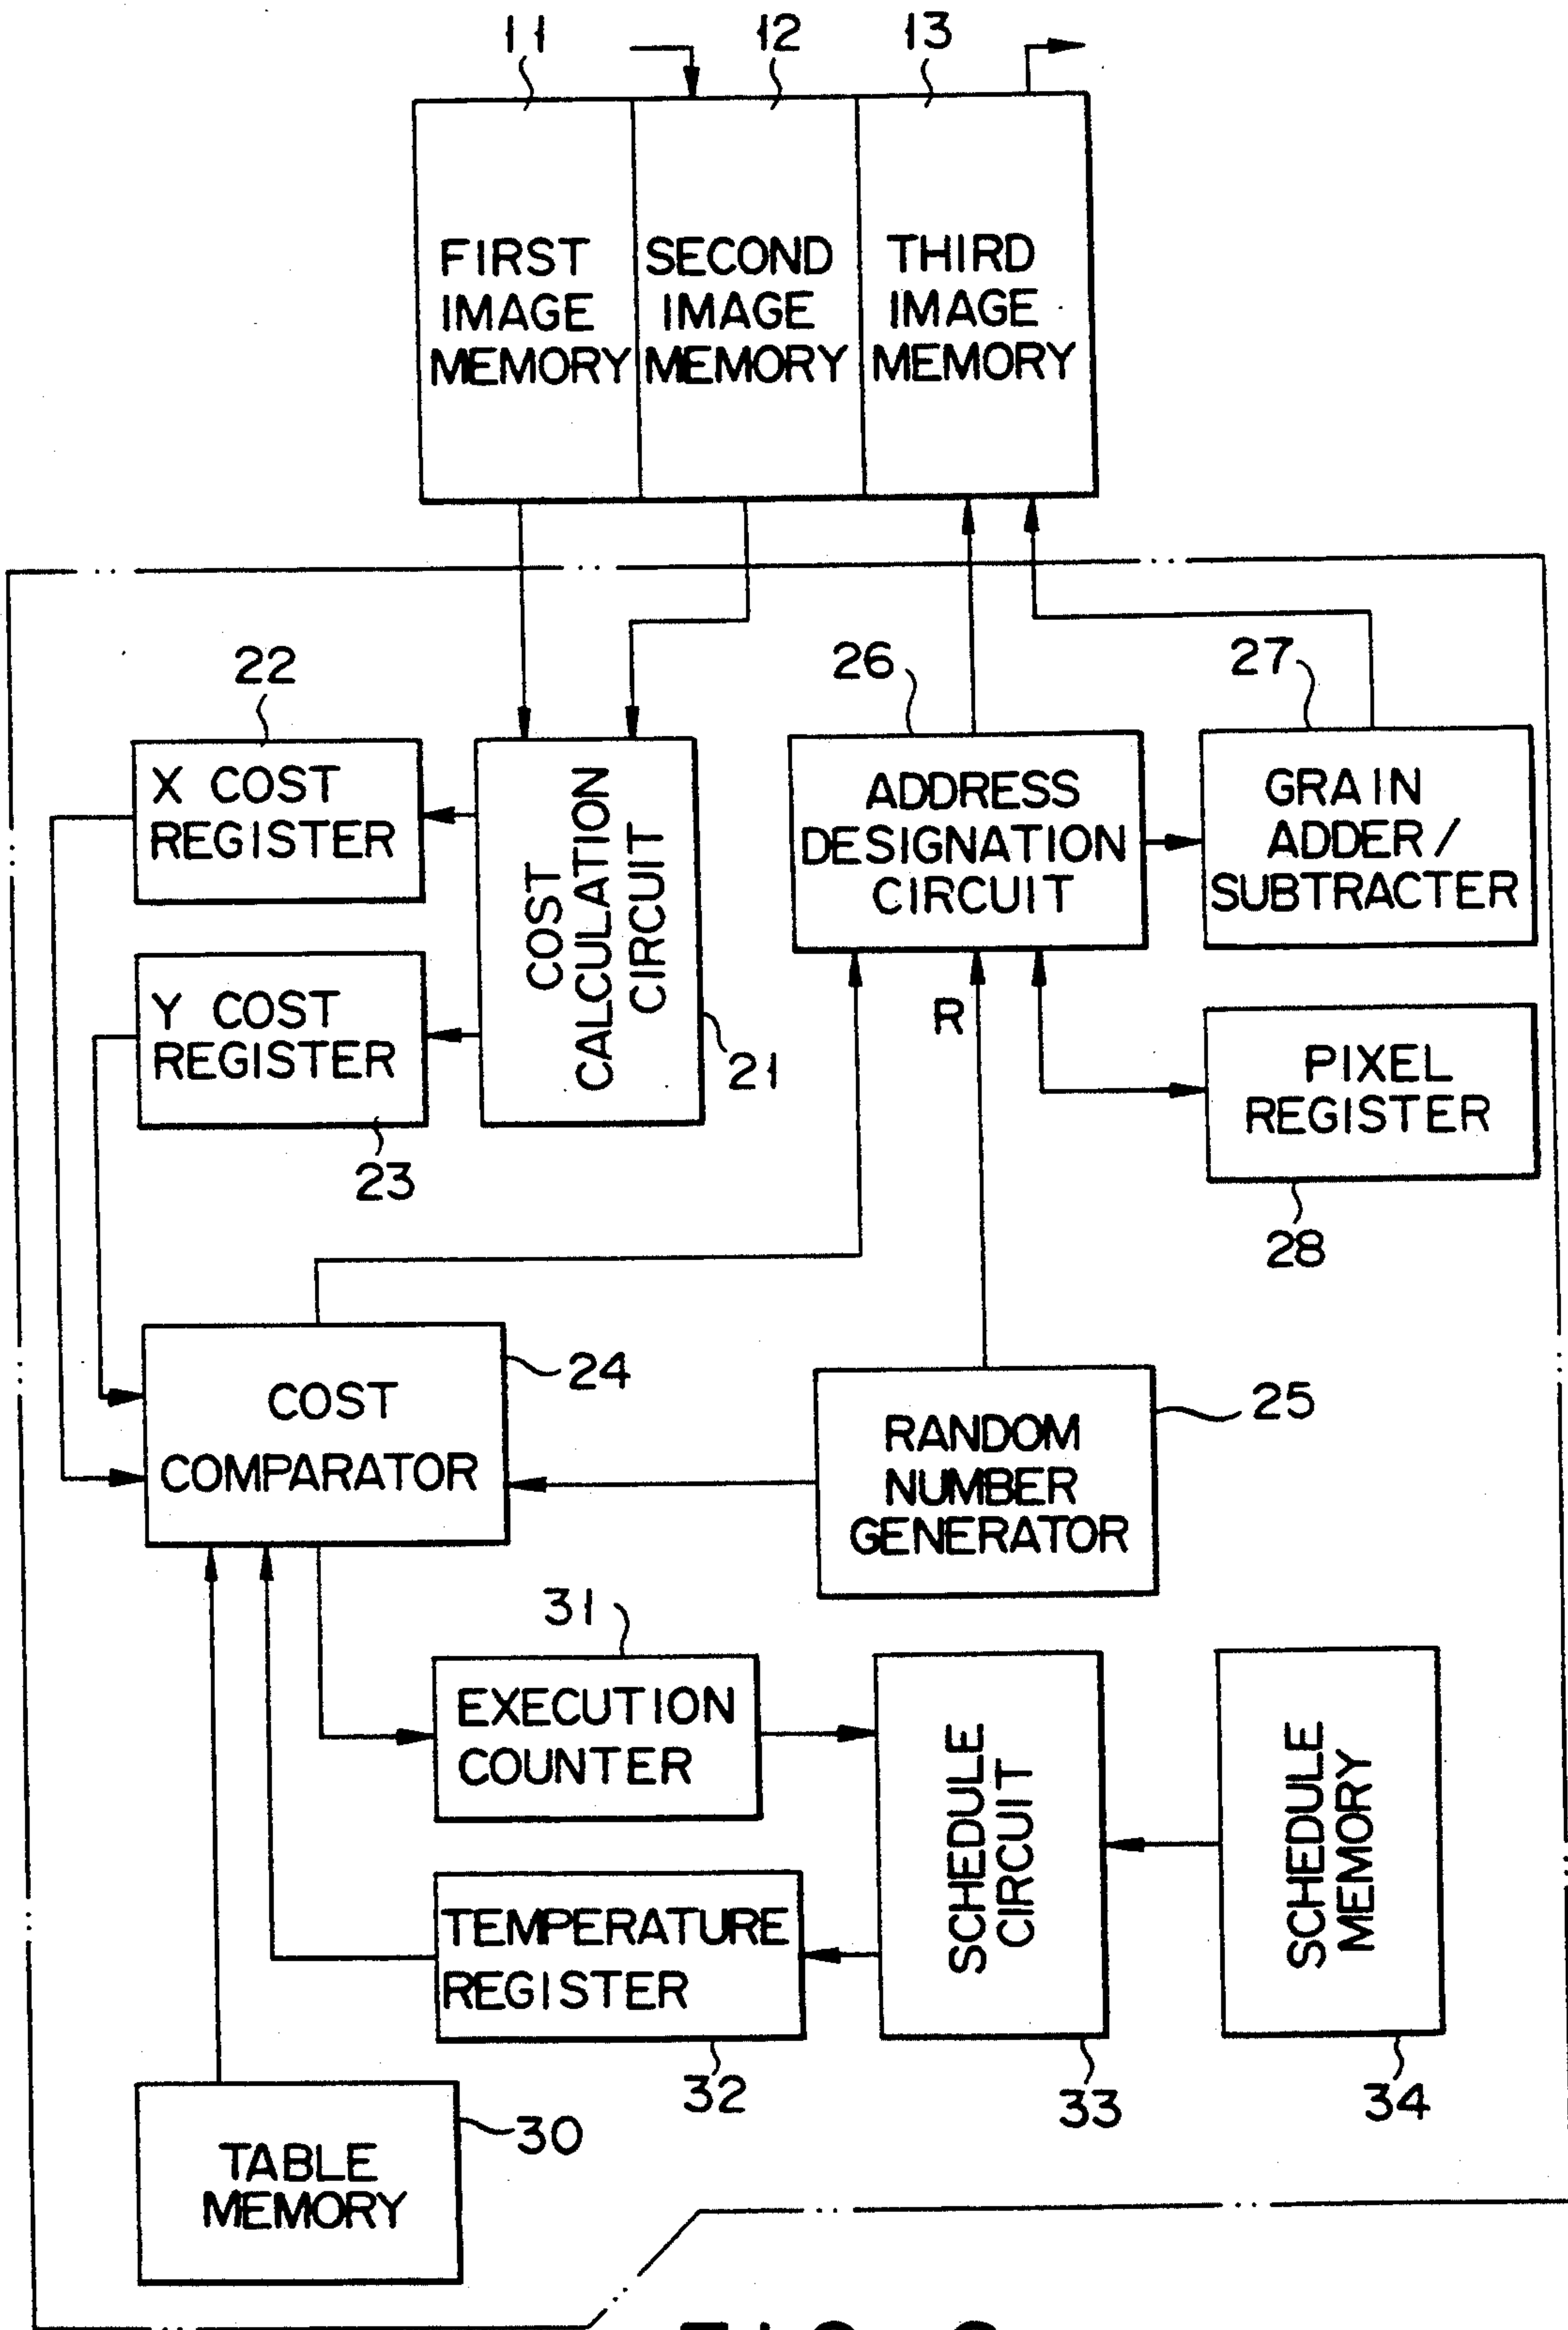 11
12
13
FIRST
IMAGE
MEMORY
SECOND
IMAGE
MEMORY
THIRD
IMAGE
MEMORY
22
26
27
X COST
REGISTER
COST
CALCULATION
CIRCUIT
ADDRESS
DESIGNATION
CIRCUIT
GRAIN
ADDER/
SUBTRACTER
Y COST
REGISTER
R
21
PIXEL
REGISTER
23
28
COST
COMPARATOR
24
RANDOM
NUMBER
GENERATOR
25
31
EXECUTION
COUNTER
SCHEDULE
CIRCUIT
SCHEDULE
MEMORY
TEMPERATURE
REGISTER
32
33
34
TABLE
MEMORY
30